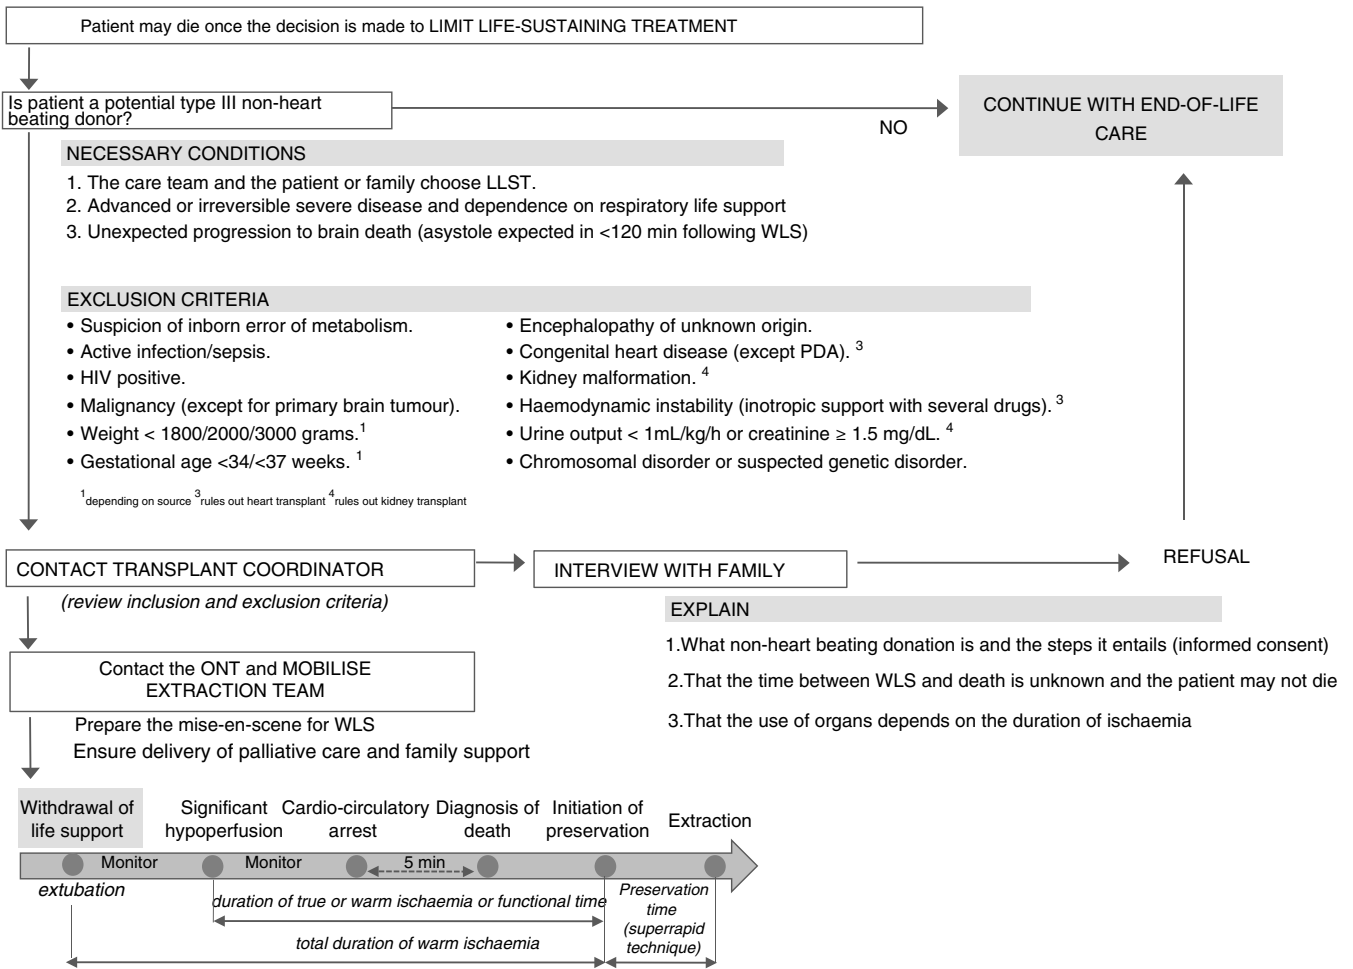 Patient may die once the decision is made to LIMIT LIFE-SUSTAINING TREATMENT
Is patient a potential type III non-heart
beating donor?
NO
CONTINUE WITH END-OF-LIFE
CARE
NECESSARY CONDITIONS
1. The care team and the patient or family choose LLST.
2. Advanced or irreversible severe disease and dependence on respiratory life support
3. Unexpected progression to brain death (asystole expected in <120 min following WLS)
EXCLUSION CRITERIA
• Suspicion of inborn error of metabolism.
• Active infection/sepsis.
• HIV positive.
• Malignancy (except for primary brain tumour).
• Weight < 1800/2000/3000 grams.1
• Gestational age <34/<37 weeks. 1
• Encephalopathy of unknown origin.
• Congenital heart disease (except PDA). 3
• Kidney malformation. 4
• Haemodynamic instability (inotropic support with several drugs). 3
• Urine output < 1mL/kg/h or creatinine ≥ 1.5 mg/dL. 4
• Chromosomal disorder or suspected genetic disorder.
1depending on source 3rules out heart transplant 4rules out kidney transplant
CONTACT TRANSPLANT COORDINATOR
(review inclusion and exclusion criteria)
INTERVIEW WITH FAMILY
REFUSAL
EXPLAIN
1.What non-heart beating donation is and the steps it entails (informed consent)
2.That the time between WLS and death is unknown and the patient may not die
3.That the use of organs depends on the duration of ischaemia
Contact the ONT and MOBILISE
EXTRACTION TEAM
Prepare the mise-en-scene for WLS
Ensure delivery of palliative care and family support
Withdrawal of
life support
Significant
hypoperfusion
Cardio-circulatory
arrest
Diagnosis of
death
Initiation of
preservation
Extraction
Monitor
Monitor
5 min
extubation
duration of true or warm ischaemia or functional time
total duration of warm ischaemia
Preservation
time
(superrapid
technique)